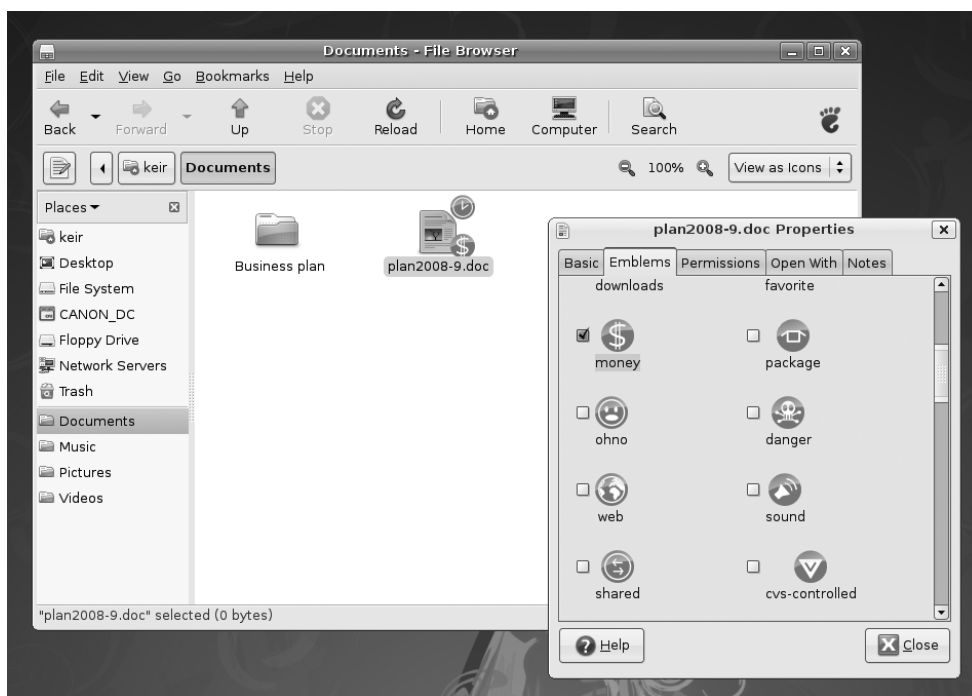 Documents - File Browser
File Edit View Go Bookmarks Help
Back Forward Up Stop Reload Home Computer Search
keir Documents 100% View as Icons
Places
keir
Desktop
File System
CANON_DC
Floppy Drive
Network Servers
Trash
Documents
Music
Pictures
Videos
Business plan
plan2008-9.doc
"plan2008-9.doc" selected (0 bytes)
plan2008-9.doc Properties
Basic Emblems Permissions Open With Notes
downloads favorite
money package
ohno danger
web sound
shared cvs-controlled
Help Close